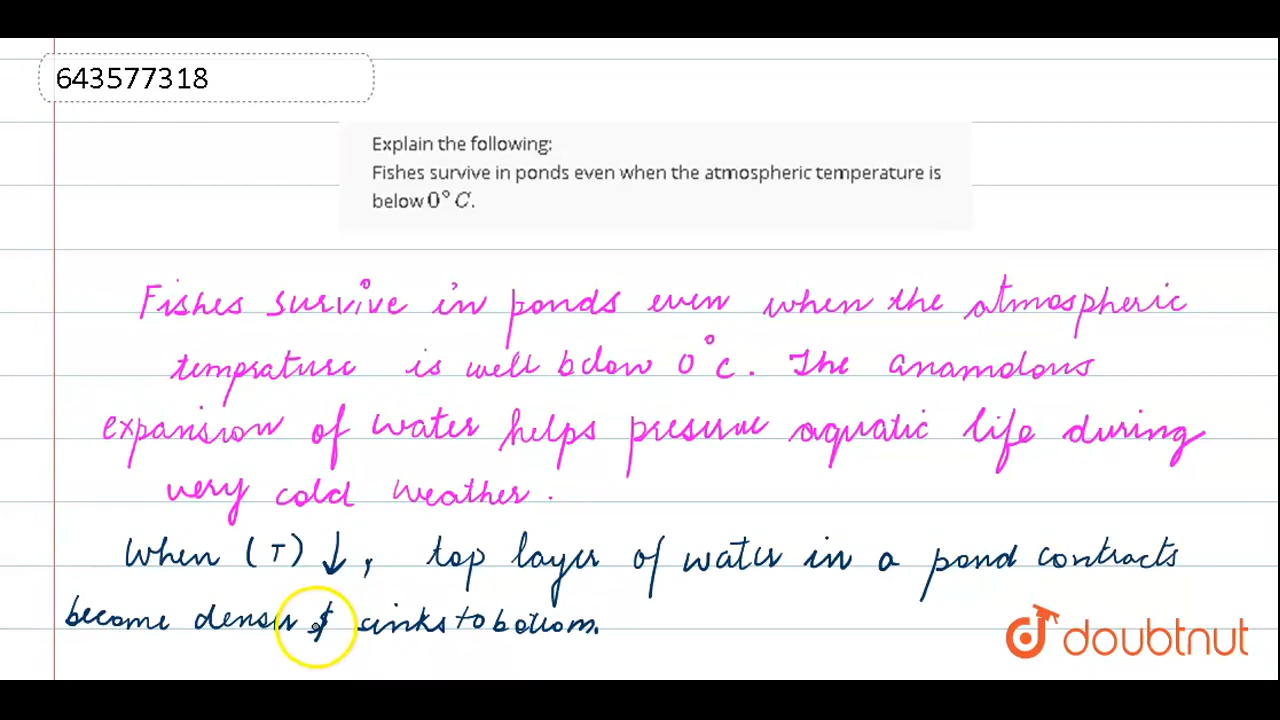 643577318
Explain the following:
Fishes survive in ponds even when the atmospheric temperature is
below 0° C.
Fishes survive in ponds even when the atmospheric
temprature is well below 0°C. The anamolous
expansion of water helps preserve aquatic life during
very cold weather.
When (T) ↓, top layer of water in a pond contracts
become denser & sinks to bottom.
doubtnut